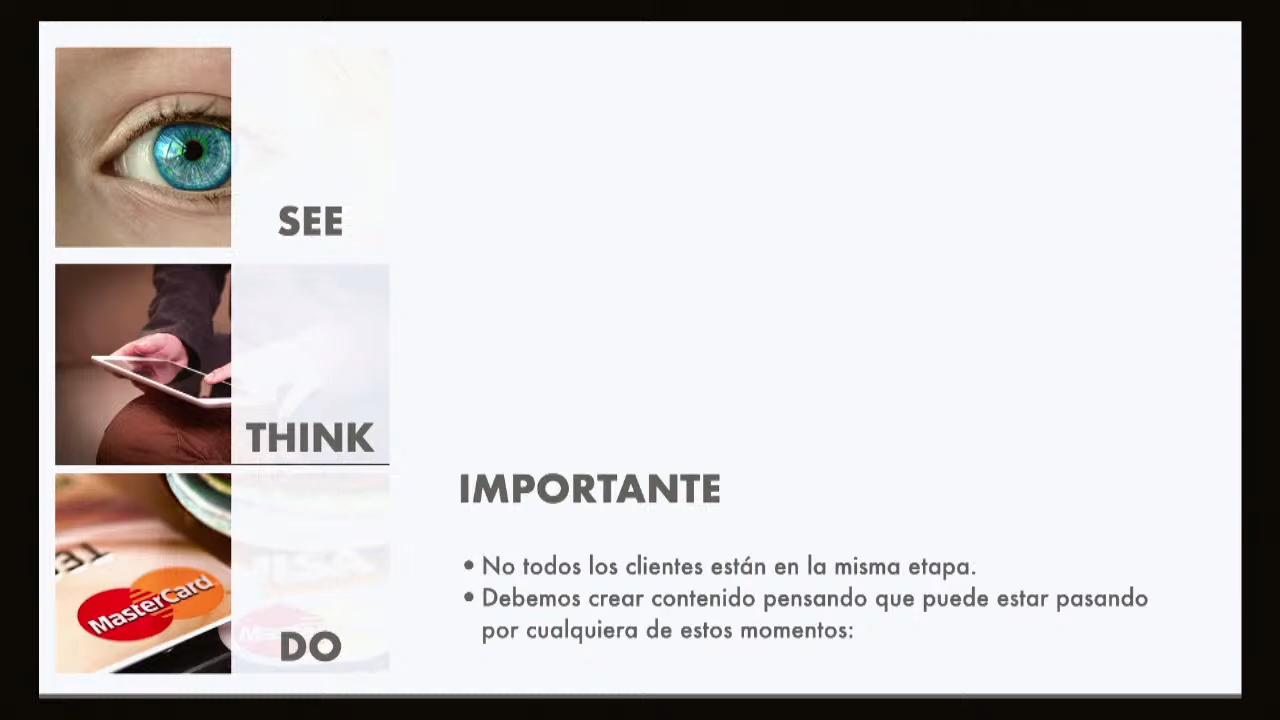 SEE
THINK
IMPORTANTE
• No todos los clientes están en la misma etapa.
• Debemos crear contenido pensando que puede estar pasando
por cualquiera de estos momentos:
MasterCard
DO